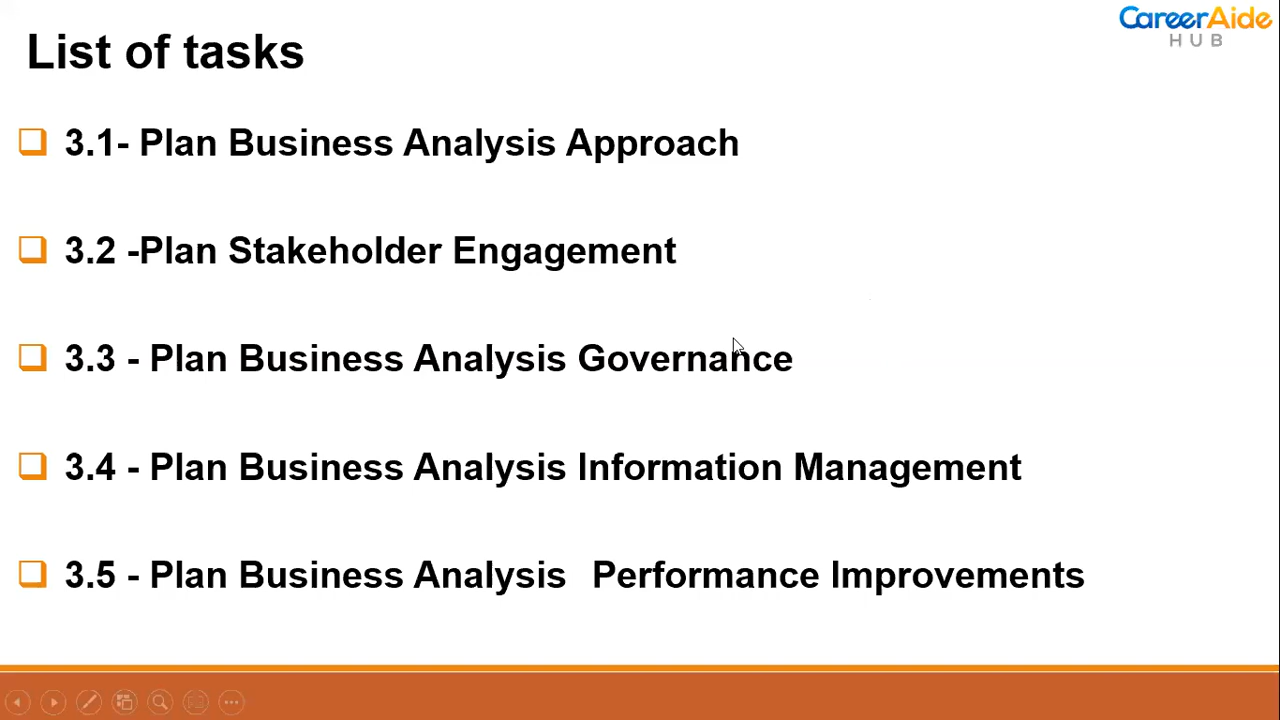 CareerAide
HUB
List of tasks
3.1- Plan Business Analysis Approach
3.2 -Plan Stakeholder Engagement
3.3 - Plan Business Analysis Governance
3.4 - Plan Business Analysis Information Management
3.5 - Plan Business Analysis Performance Improvements